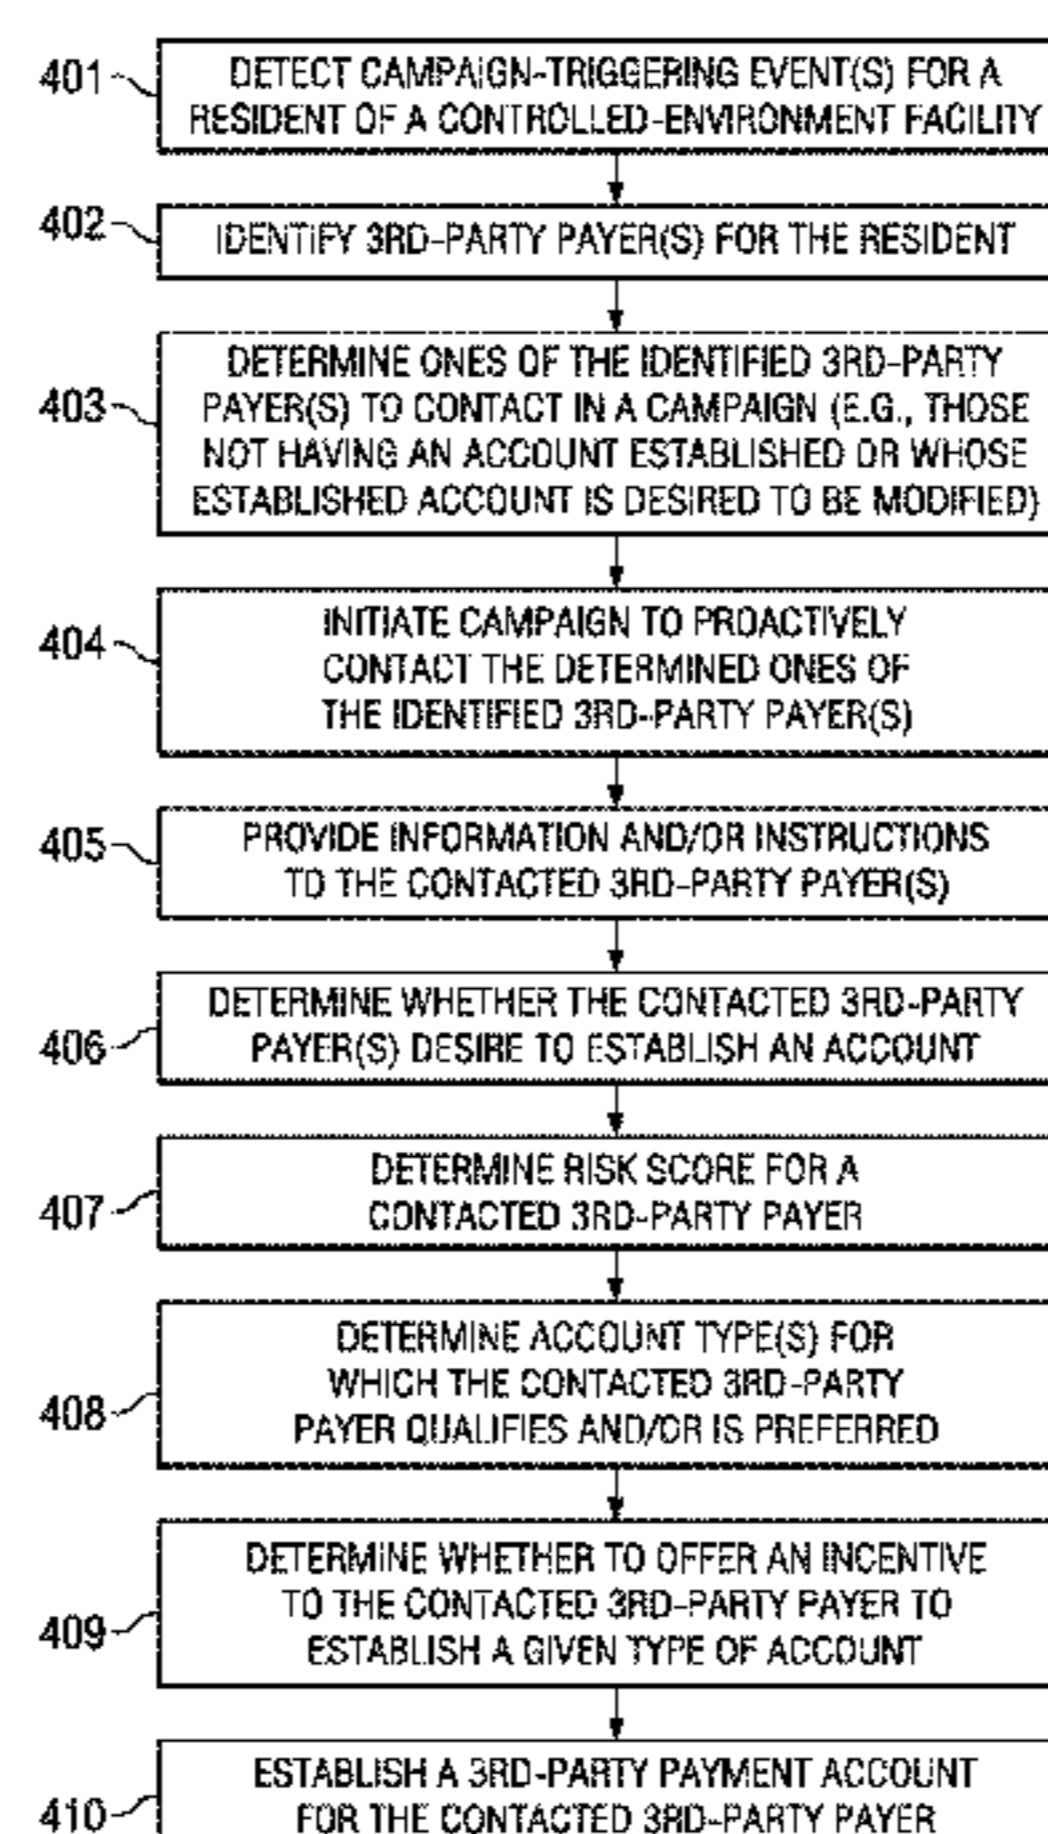 401
DETECT CAMPAIGN-TRIGGERING EVENT(S) FOR A
RESIDENT OF A CONTROLLED-ENVIRONMENT FACILITY
402
IDENTIFY 3RD-PARTY PAYER(S) FOR THE RESIDENT
403
DETERMINE ONES OF THE IDENTIFIED 3RD-PARTY
PAYER(S) TO CONTACT IN A CAMPAIGN (E.G., THOSE
NOT HAVING AN ACCOUNT ESTABLISHED OR WHOSE
ESTABLISHED ACCOUNT IS DESIRED TO BE MODIFIED)
404
INITIATE CAMPAIGN TO PROACTIVELY
CONTACT THE DETERMINED ONES OF
THE IDENTIFIED 3RD-PARTY PAYER(S)
405
PROVIDE INFORMATION AND/OR INSTRUCTIONS
TO THE CONTACTED 3RD-PARTY PAYER(S)
406
DETERMINE WHETHER THE CONTACTED 3RD-PARTY
PAYER(S) DESIRE TO ESTABLISH AN ACCOUNT
407
DETERMINE RISK SCORE FOR A
CONTACTED 3RD-PARTY PAYER
408
DETERMINE ACCOUNT TYPE(S) FOR
WHICH THE CONTACTED 3RD-PARTY
PAYER QUALIFIES AND/OR IS PREFERRED
409
DETERMINE WHETHER TO OFFER AN INCENTIVE
TO THE CONTACTED 3RD-PARTY PAYER TO
ESTABLISH A GIVEN TYPE OF ACCOUNT
410
ESTABLISH A 3RD-PARTY PAYMENT ACCOUNT
FOR THE CONTACTED 3RD-PARTY PAYER